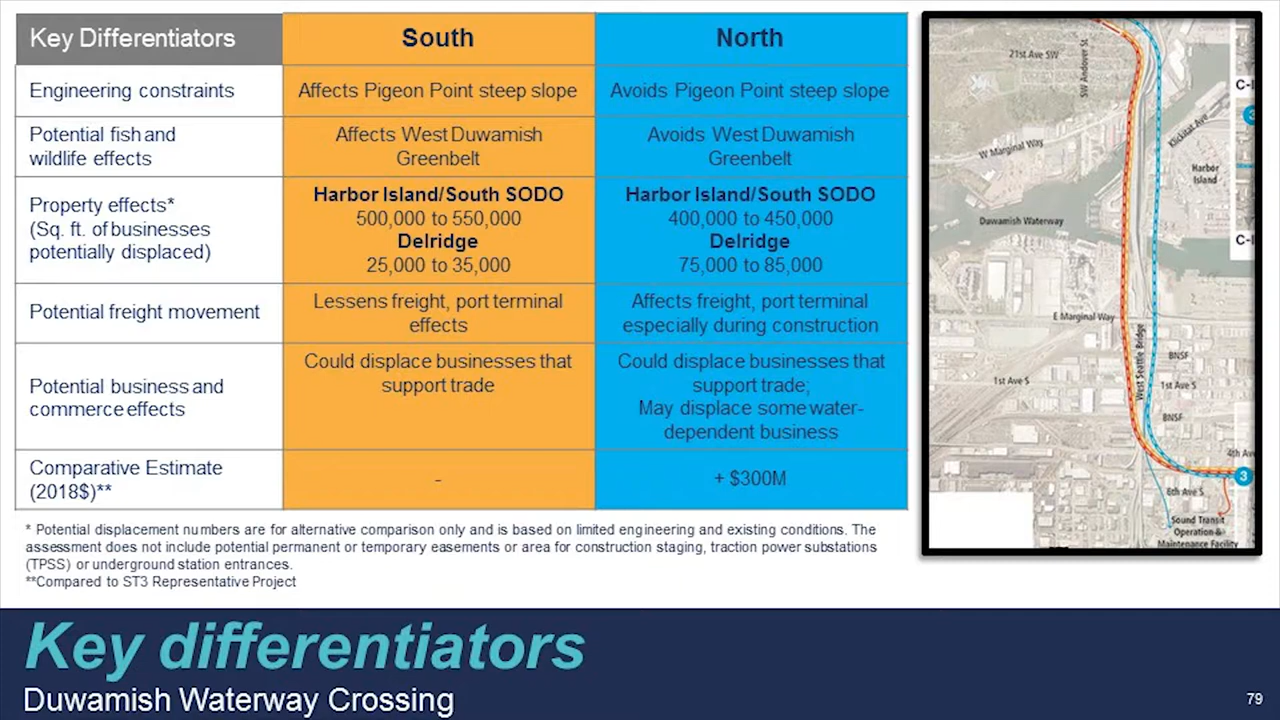 Key Differentiators
South
North
Engineering constraints
Affects Pigeon Point steep slope
Avoids Pigeon Point steep slope
Potential fish and
wildlife effects
Affects West Duwamish
Greenbelt
Avoids West Duwamish
Greenbelt
Property effects*
(Sq. ft. of businesses
potentially displaced)
Harbor Island/South SODO
500,000 to 550,000
Delridge
25,000 to 35,000
Harbor Island/South SODO
400,000 to 450,000
Delridge
75,000 to 85,000
Potential freight movement
Lessens freight, port terminal
effects
Affects freight, port terminal
especially during construction
Potential business and
commerce effects
Could displace businesses that
support trade
Could displace businesses that
support trade;
May displace some water-
dependent business
Comparative Estimate
(2018$)**
-
+ $300M
* Potential displacement numbers are for alternative comparison only and is based on limited engineering and existing conditions. The
assessment does not include potential permanent or temporary easements or area for construction staging, traction power substations
(TPSS) or underground station entrances.
**Compared to ST3 Representative Project
21st Ave SW
SW Andover St
W Marginal Way
Klickitat Ave
Harbor
Island
Duwamish Waterway
E Marginal Way
West Seattle Bridge
BNSF
1st Ave S
1st Ave S
BNSF
4th Av
3
6th Ave S
Sound Transit
Operation &
Maintenance Facility
C-I
3
C-I
Key differentiators
Duwamish Waterway Crossing
79